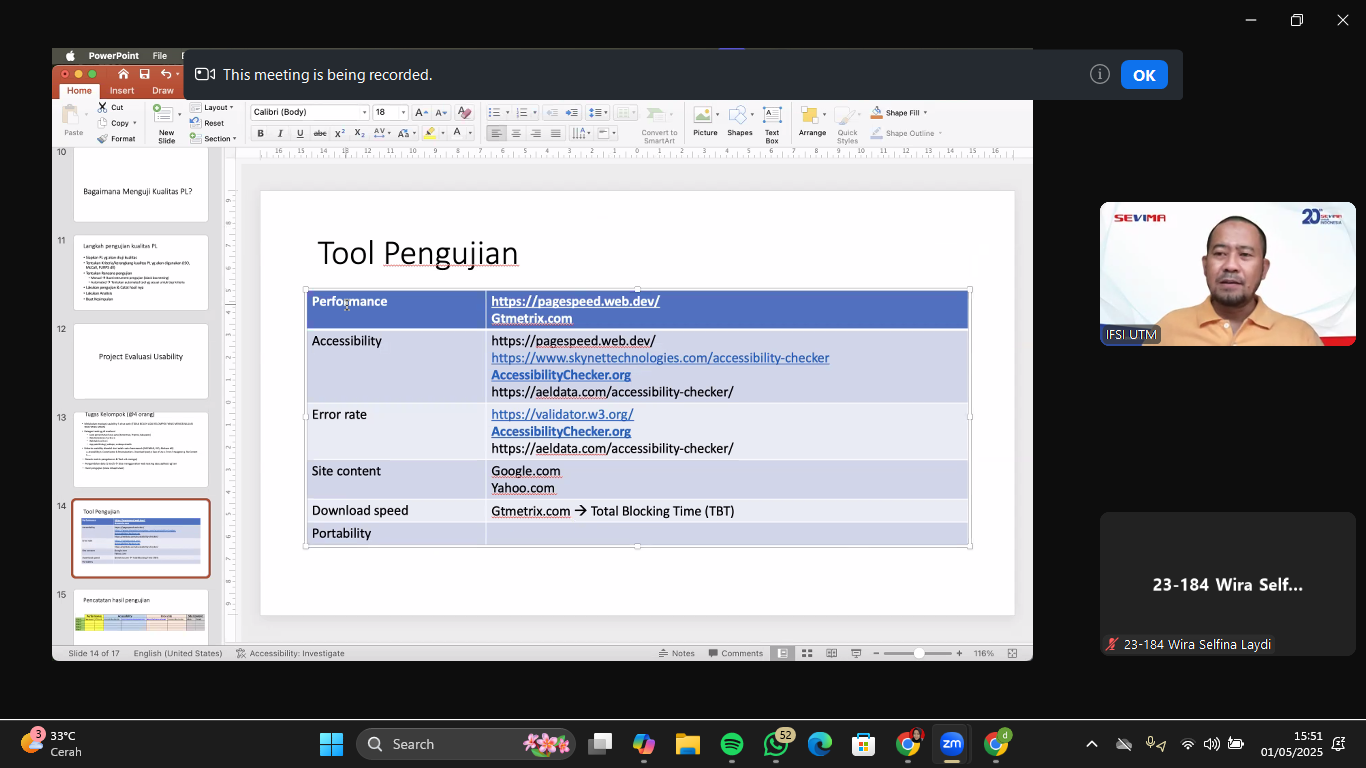 PowerPoint File
This meeting is being recorded.
OK
Home Insert Draw
Paste
Cut
Copy
Format
New Slide
Layout
Reset
Section
Calibri (Body) 18
Convert to SmartArt
Picture
Shapes
Text Box
Arrange
Quick Styles
Shape Fill
Shape Outline
10
Bagaimana Menguji Kualitas PL?
11
Langkah pengujian kualitas PL
12
Project Evaluasi Usability
13
Tugas Kelompok (@4 orang)
14
Tool Pengujian
15
Pencatatan hasil pengujian
Tool Pengujian
Performance https://pagespeed.web.dev/
Gtmetrix.com
Accessibility https://pagespeed.web.dev/
https://www.skynettechnologies.com/accessibility-checker
AccessibilityChecker.org
https://aeldata.com/accessibility-checker/
Error rate https://validator.w3.org/
AccessibilityChecker.org
https://aeldata.com/accessibility-checker/
Site content Google.com
Yahoo.com
Download speed Gtmetrix.com → Total Blocking Time (TBT)
Portability
Slide 14 of 17 English (United States) Accessibility: Investigate Notes Comments 116%
SEVIMA
IFSI UTM
23-184 Wira Self...
23-184 Wira Selfina Laydi
3
33°C
Cerah
Search
52
zm
15:51
01/05/2025